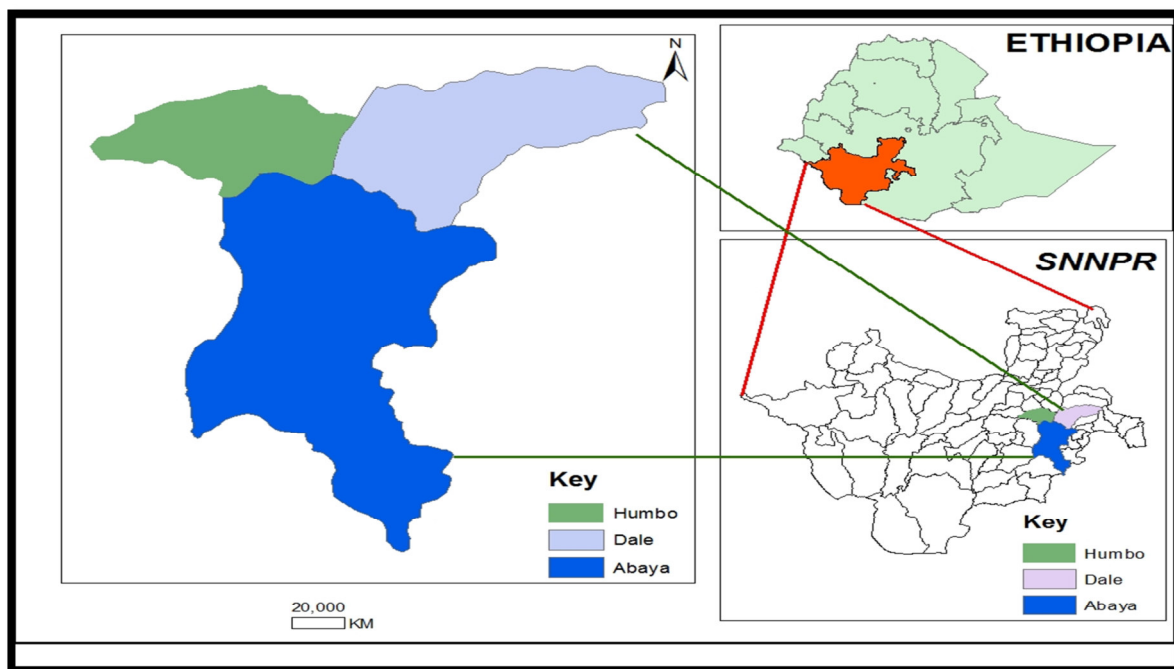 N
Key
Humbo
Dale
Abaya
20,000
KM
ETHIOPIA
SNNPR
Key
Humbo
Dale
Abaya